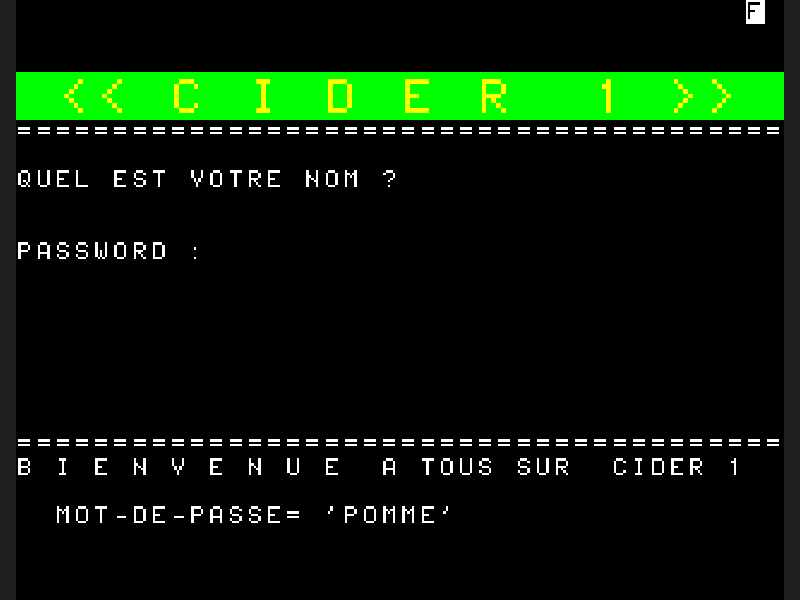 F
<< C I D E R  1 >>
========================================
QUEL EST VOTRE NOM ?
PASSWORD :
========================================
B I E N V E N U E  A TOUS SUR  CIDER 1
MOT-DE-PASSE= 'POMME'